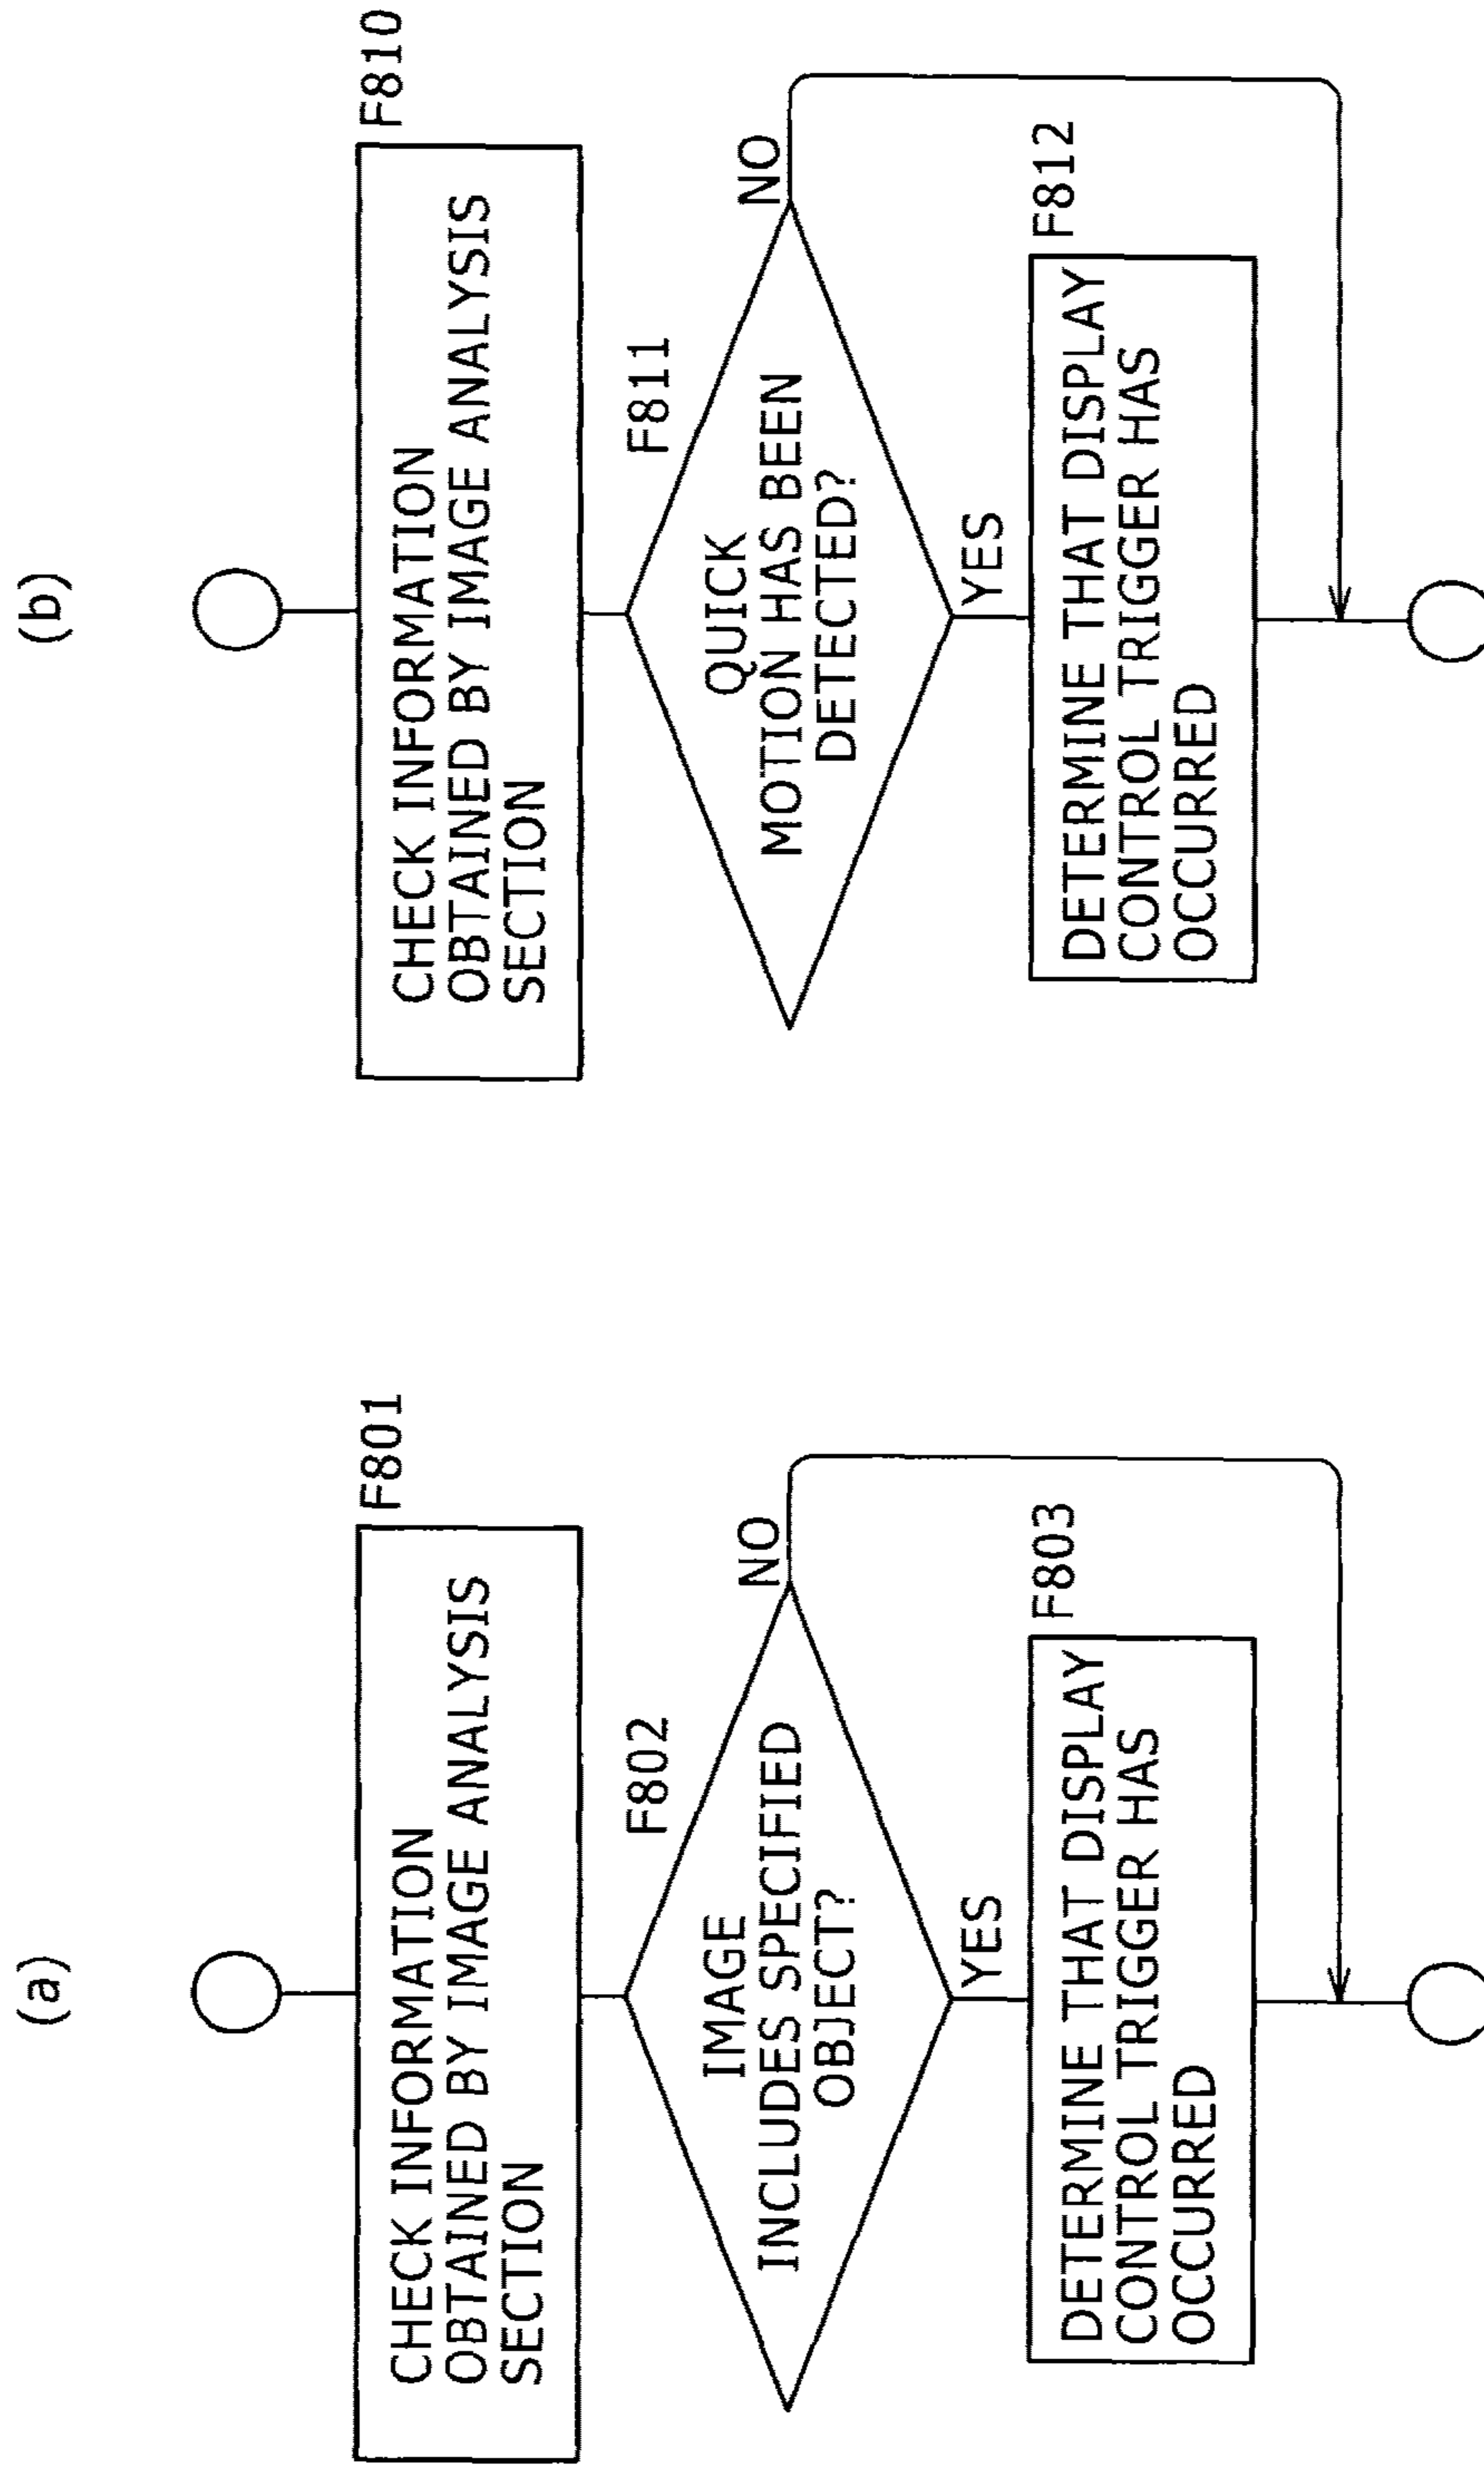 (a)
CHECK INFORMATION
OBTAINED BY IMAGE ANALYSIS
SECTION
F801
IMAGE
INCLUDES SPECIFIED
OBJECT?
F802
NO
YES
DETERMINE THAT DISPLAY
CONTROL TRIGGER HAS
OCCURRED
F803
(b)
CHECK INFORMATION
OBTAINED BY IMAGE ANALYSIS
SECTION
F810
QUICK
MOTION HAS BEEN
DETECTED?
F811
NO
YES
DETERMINE THAT DISPLAY
CONTROL TRIGGER HAS
OCCURRED
F812